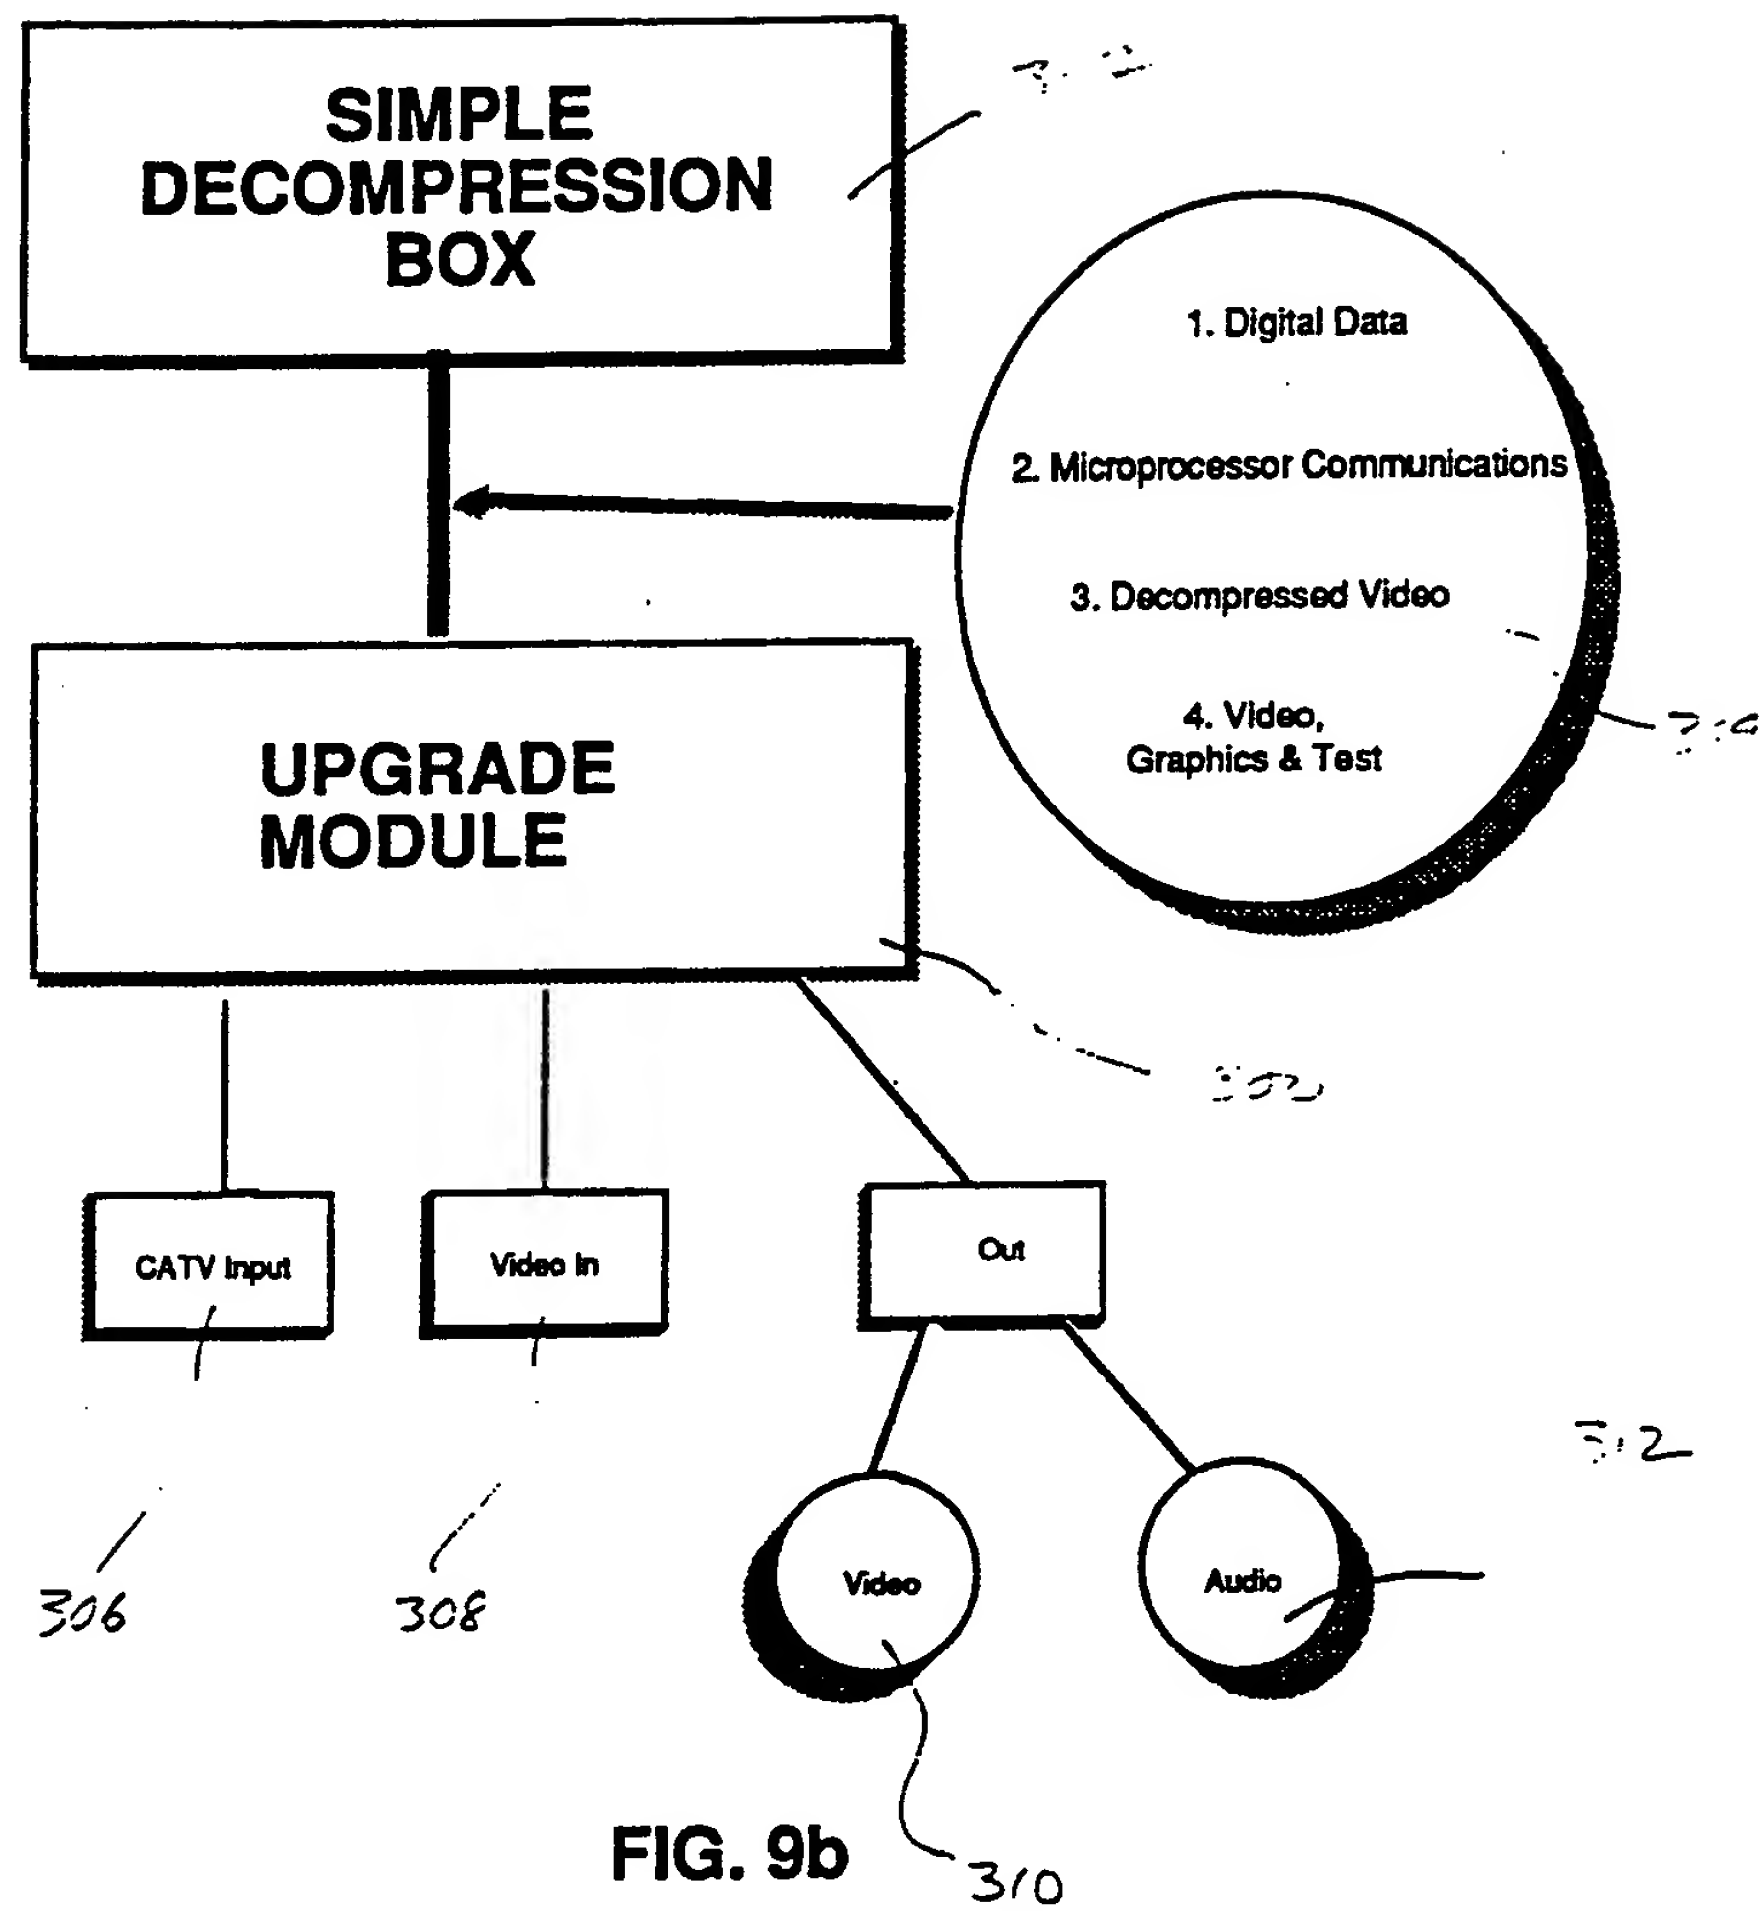 SIMPLE
DECOMPRESSION
BOX
1. Digital Data
2. Microprocessor Communications
3. Decompressed Video
4. Video,
Graphics & Test
UPGRADE
MODULE
CATV Input
Video In
Out
312
306
308
Video
Audio
FIG. 9b
310